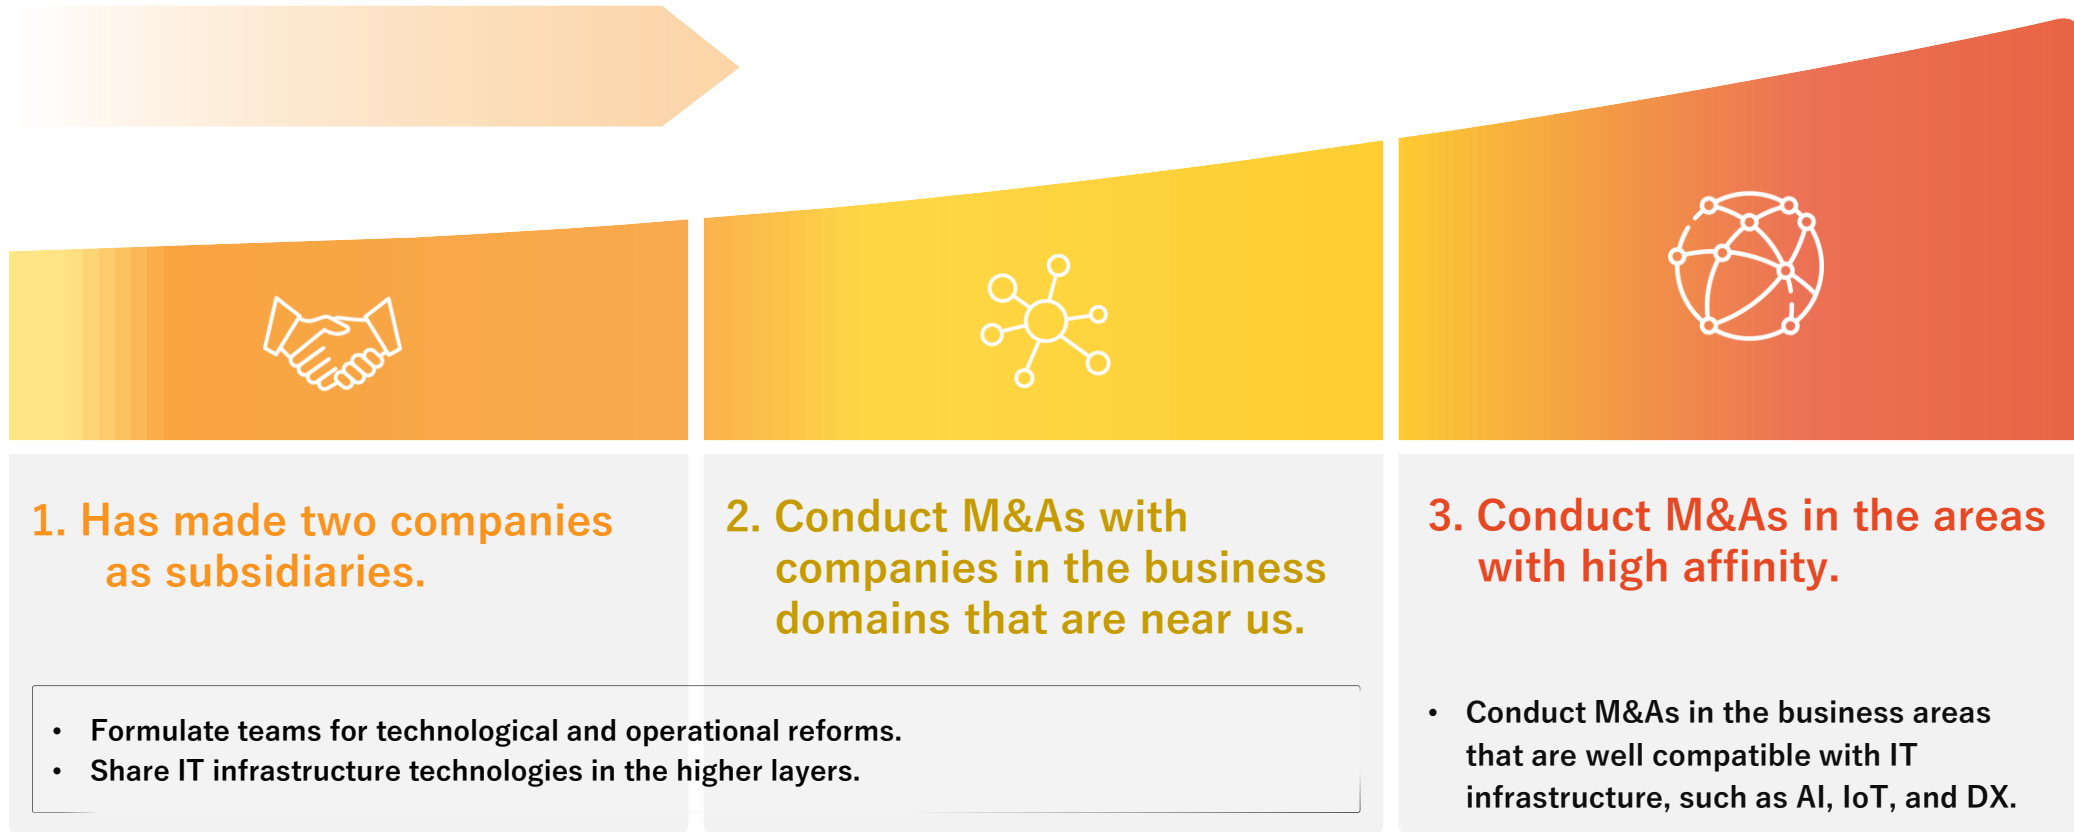 1. Has made two companies
as subsidiaries.
2. Conduct M&As with
companies in the business
domains that are near us.
3. Conduct M&As in the areas
with high affinity.
• Formulate teams for technological and operational reforms.
• Share IT infrastructure technologies in the higher layers.
• Conduct M&As in the business areas
that are well compatible with IT
infrastructure, such as AI, IoT, and DX.